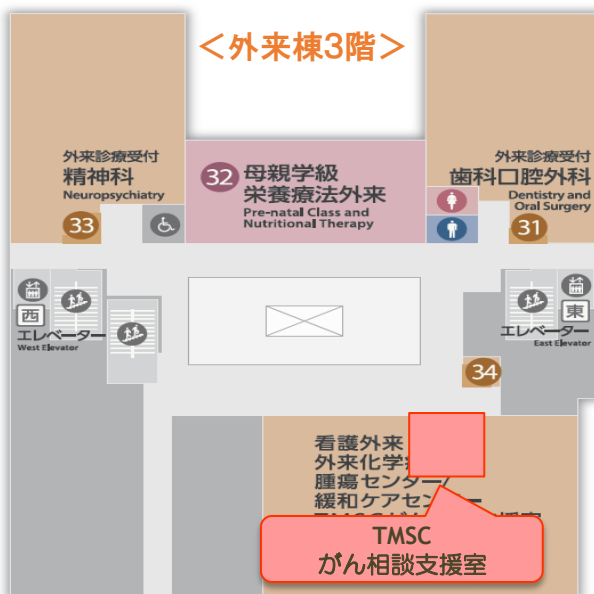 ＜外来棟3階＞
外来診療受付
精神科
Neuropsychiatry
33
32
母親学級
栄養療法外来
Pre-natal Class and
Nutritional Therapy
外来診療受付
歯科口腔外科
Dentistry and
Oral Surgery
31
西
エレベーター
West Elevator
東
エレベーター
East Elevator
34
看護外来
外来化学
腫瘍センター/
緩和ケアセン
TMSC
がん相談支援室